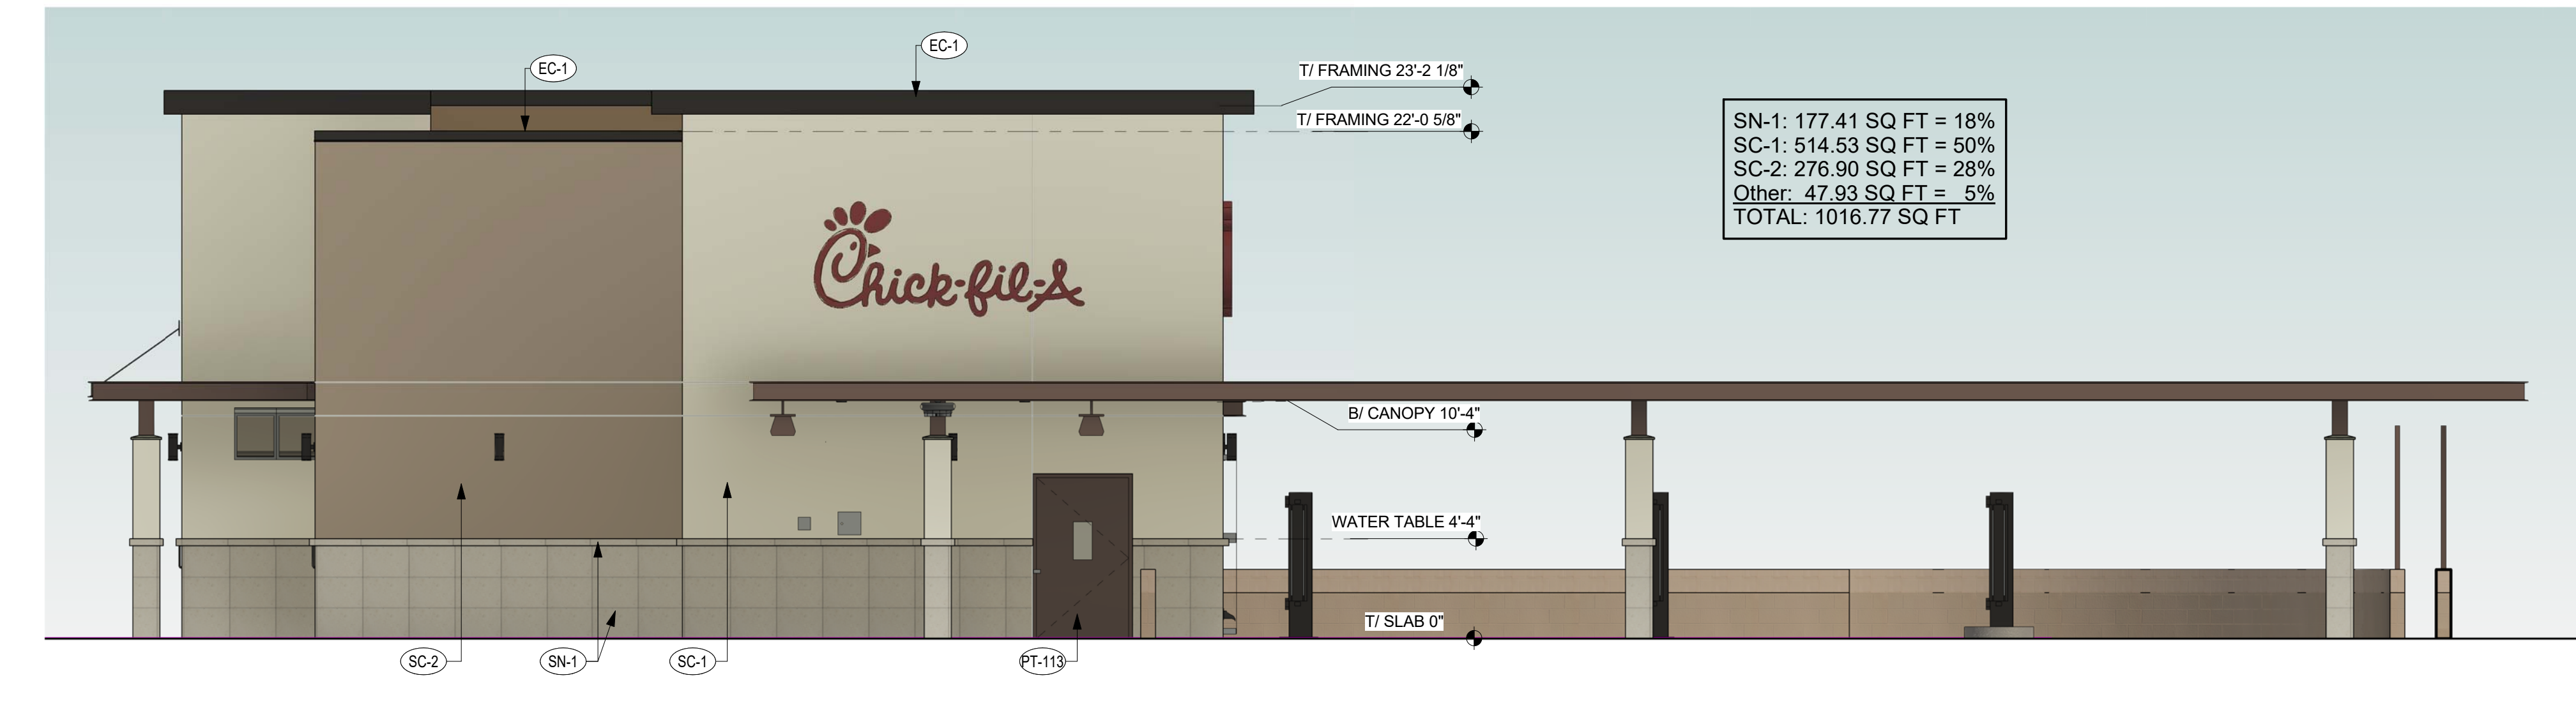 EC-1
EC-1
T/ FRAMING 23'-2 1/8"
T/ FRAMING 22'-0 5/8"
SN-1: 177.41 SQ FT = 18%
SC-1: 514.53 SQ FT = 50%
SC-2: 276.90 SQ FT = 28%
Other: 47.93 SQ FT = 5%
TOTAL: 1016.77 SQ FT
Chick-fil-A
B/ CANOPY 10'-4"
WATER TABLE 4'-4"
T/ SLAB 0"
SC-2
SN-1
SC-1
PT-113